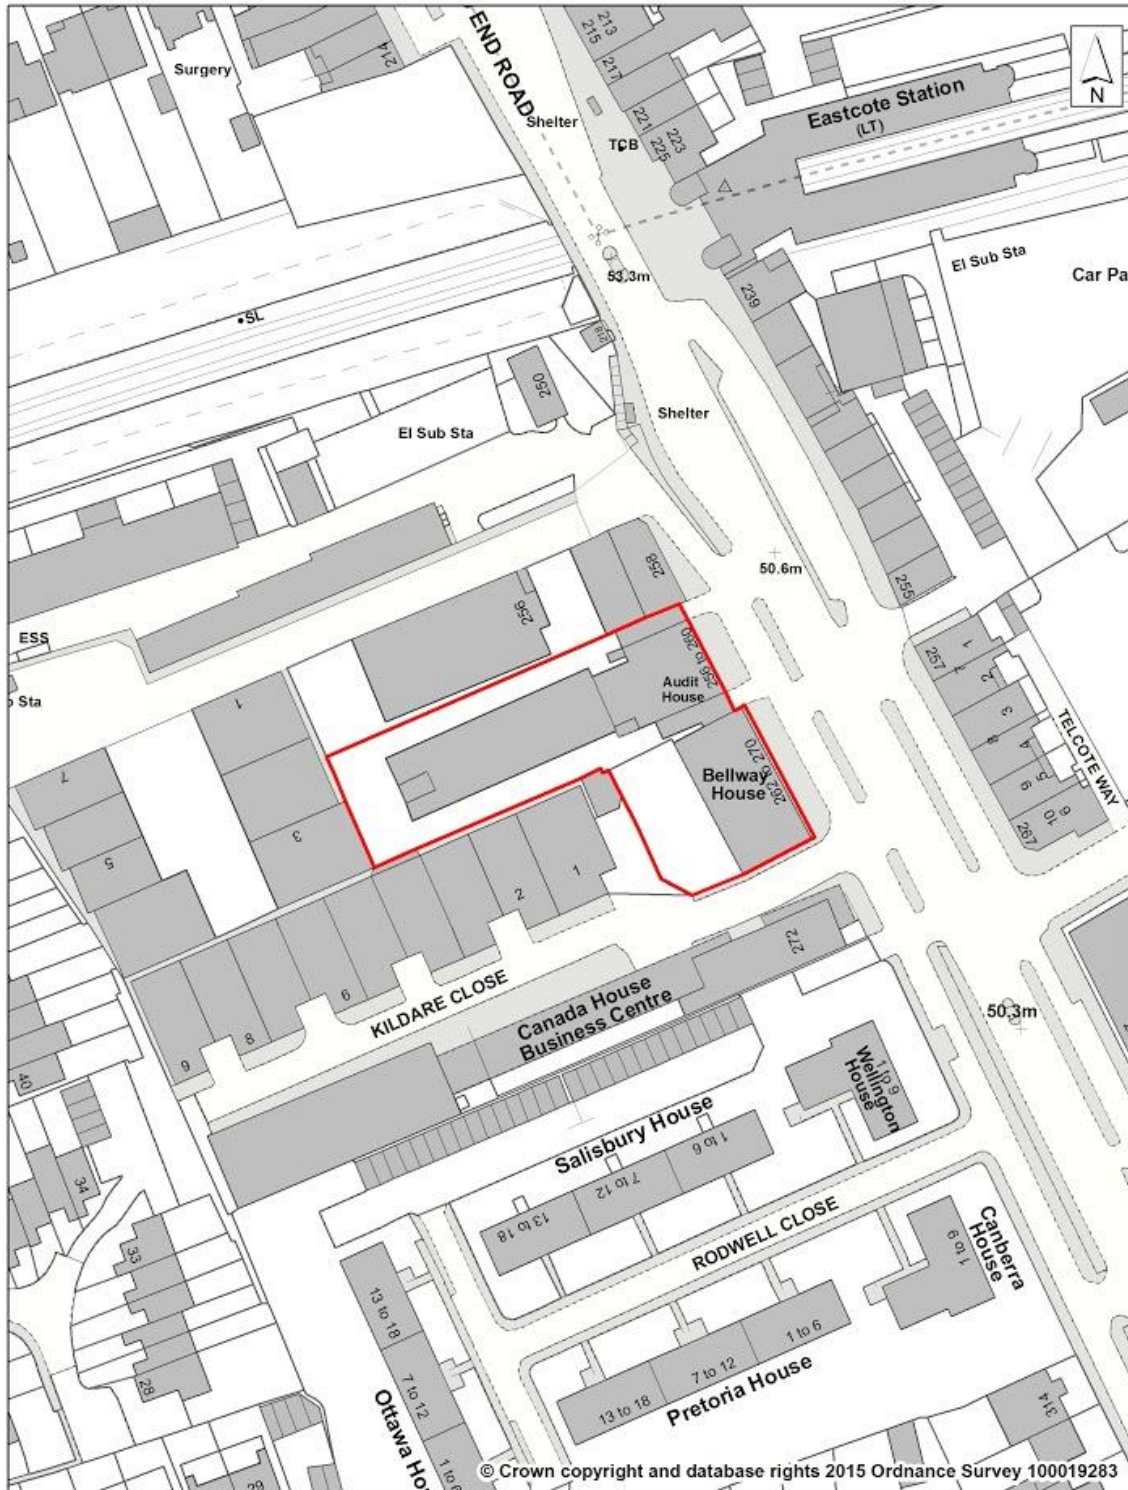 213
215
217
214
Surgery
END ROAD
Shelter
221
223
225
TCB
Eastcote Station
(LT)
N
53.3m
El Sub Sta
Car Pa
239
SL
218
250
Shelter
El Sub Sta
258
50.6m
255
256
ESS
Sta
256 to 260
Audit
House
257
1
2
3
4
5
8
9
10
267
TELCOTE WAY
1
7
Bellway
House
262 to 270
3
5
1
2
272
6
KILDARE CLOSE
Canada House
Business Centre
50.3m
8
9
40
Wellington
House
1 to 9
Salisbury House
1 to 6
7 to 12
13 to 18
34
RODWELL CLOSE
Canberra
House
1 to 9
33
13 to 18
1 to 6
7 to 12
13 to 18
Pretoria House
28
7 to 12
Ottawa Ho
1 to 6
314
29
© Crown copyright and database rights 2015 Ordnance Survey 100019283